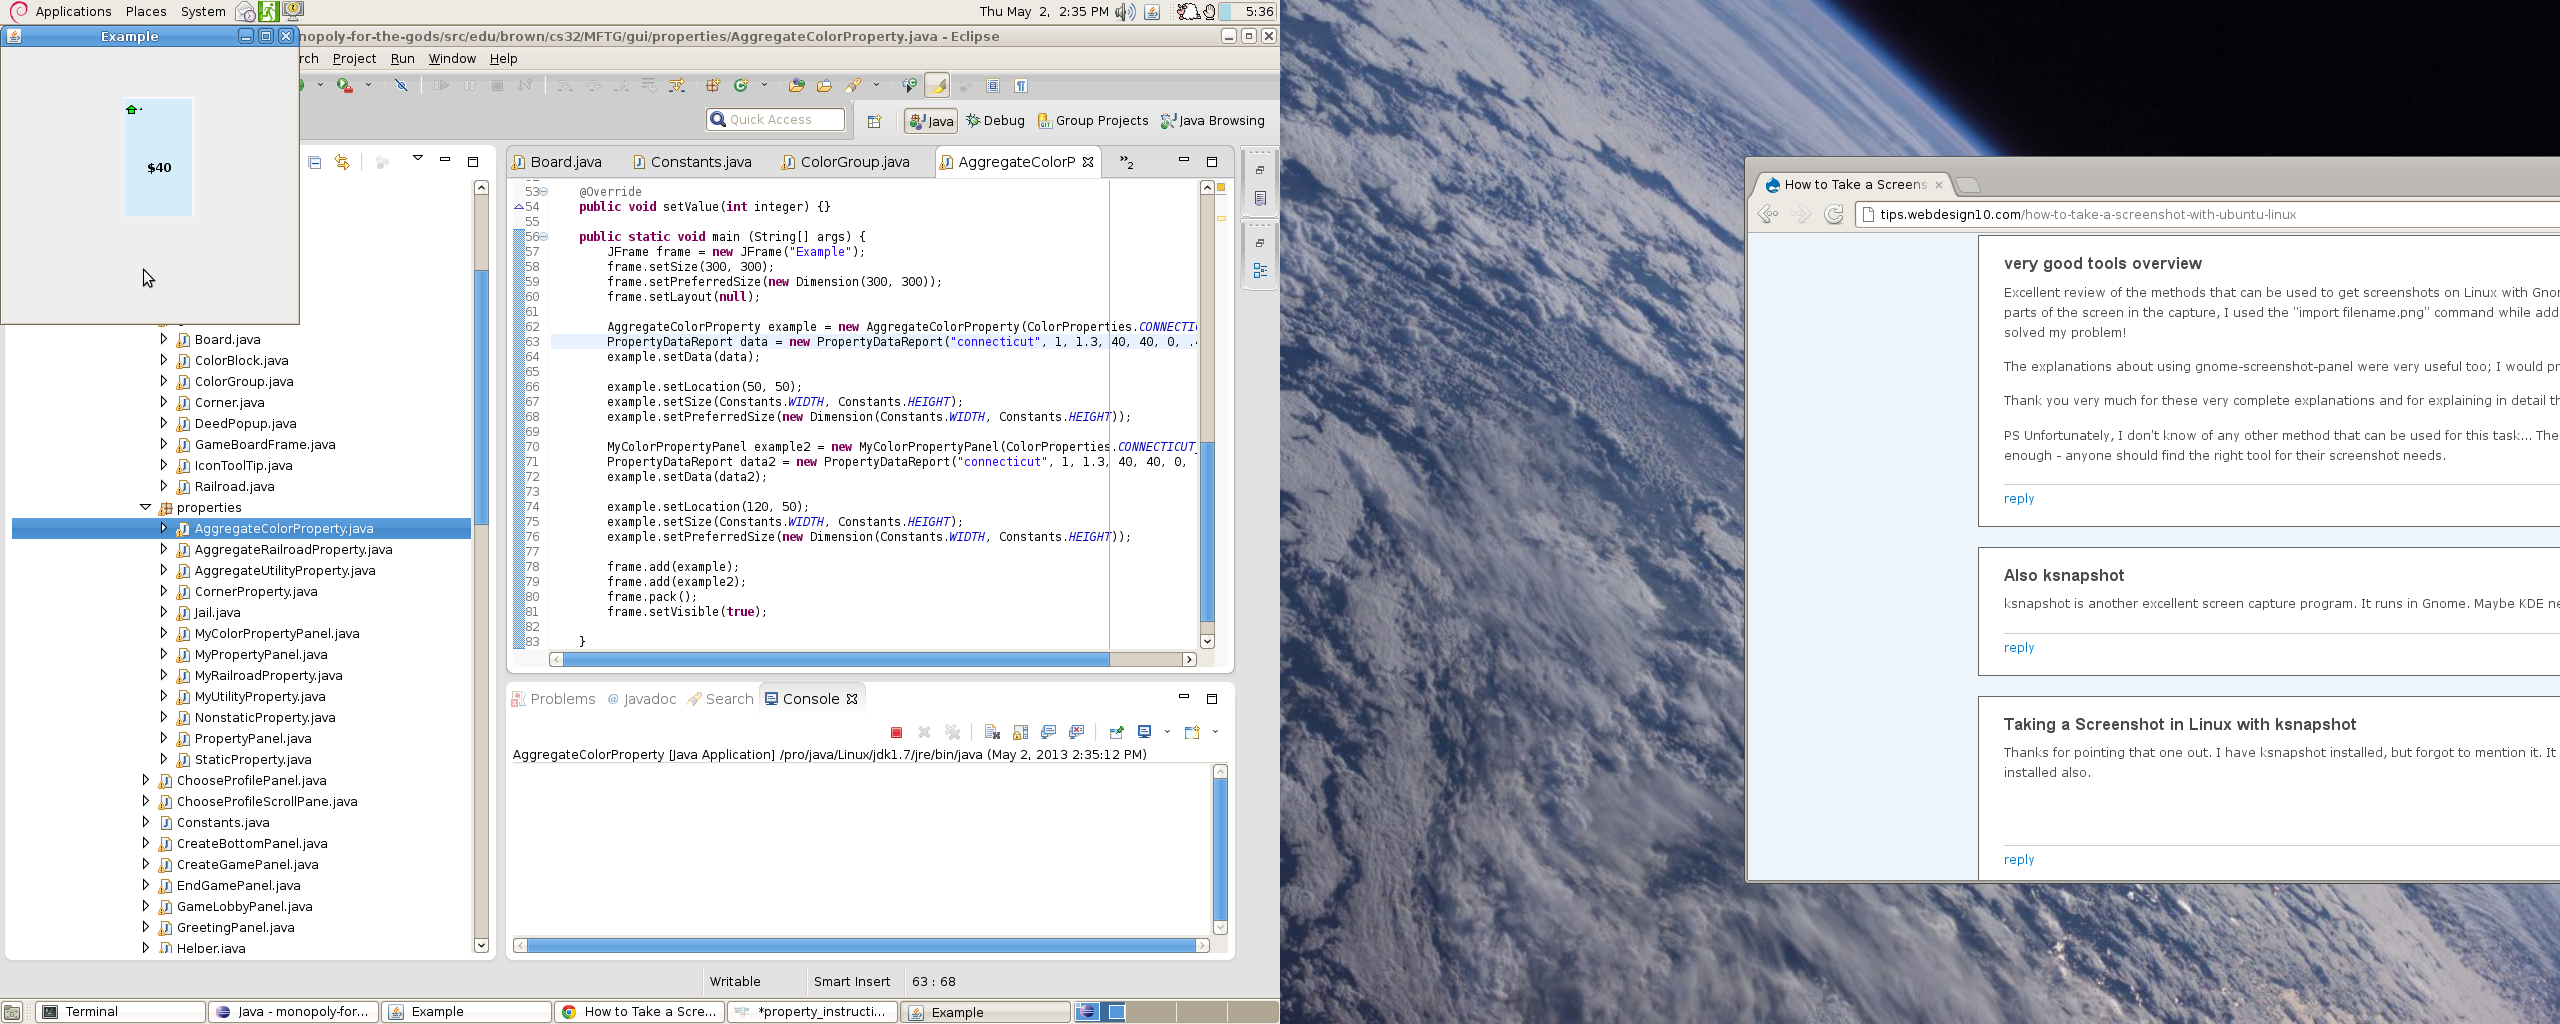 Applications Places System
Thu May 2, 2:35 PM
5:36
Example
nopoly-for-the-gods/src/edu/brown/cs32/MFTG/gui/properties/AggregateColorProperty.java - Eclipse
rch Project Run Window Help
$40
Quick Access
Java Debug Group Projects Java Browsing
Board.java Constants.java ColorGroup.java AggregateColorP »2
53 @Override
54 public void setValue(int integer) {}
55
56 public static void main (String[] args) {
57 JFrame frame = new JFrame("Example");
58 frame.setSize(300, 300);
59 frame.setPreferredSize(new Dimension(300, 300));
60 frame.setLayout(null);
61
62 AggregateColorProperty example = new AggregateColorProperty(ColorProperties.CONNECTI
63 PropertyDataReport data = new PropertyDataReport("connecticut", 1, 1.3, 40, 40, 0, .
64 example.setData(data);
65
66 example.setLocation(50, 50);
67 example.setSize(Constants.WIDTH, Constants.HEIGHT);
68 example.setPreferredSize(new Dimension(Constants.WIDTH, Constants.HEIGHT));
69
70 MyColorPropertyPanel example2 = new MyColorPropertyPanel(ColorProperties.CONNECTICUT
71 PropertyDataReport data2 = new PropertyDataReport("connecticut", 1, 1.3, 40, 40, 0,
72 example.setData(data2);
73
74 example.setLocation(120, 50);
75 example.setSize(Constants.WIDTH, Constants.HEIGHT);
76 example.setPreferredSize(new Dimension(Constants.WIDTH, Constants.HEIGHT));
77
78 frame.add(example);
79 frame.add(example2);
80 frame.pack();
81 frame.setVisible(true);
82
83 }
Board.java
ColorBlock.java
ColorGroup.java
Corner.java
DeedPopup.java
GameBoardFrame.java
IconToolTip.java
Railroad.java
properties
AggregateColorProperty.java
AggregateRailroadProperty.java
AggregateUtilityProperty.java
CornerProperty.java
Jail.java
MyColorPropertyPanel.java
MyPropertyPanel.java
MyRailroadProperty.java
MyUtilityProperty.java
NonstaticProperty.java
PropertyPanel.java
StaticProperty.java
ChooseProfilePanel.java
ChooseProfileScrollPane.java
Constants.java
CreateBottomPanel.java
CreateGamePanel.java
EndGamePanel.java
GameLobbyPanel.java
GreetingPanel.java
Helper.java
Problems @ Javadoc Search Console
AggregateColorProperty [Java Application] /pro/java/Linux/jdk1.7/jre/bin/java (May 2, 2013 2:35:12 PM)
Writable Smart Insert 63 : 68
Terminal Java - monopoly-for... Example How to Take a Scre... *property_instructi... Example
How to Take a Screens
tips.webdesign10.com/how-to-take-a-screenshot-with-ubuntu-linux
very good tools overview
Excellent review of the methods that can be used to get screenshots on Linux with Gno
parts of the screen in the capture, I used the "import filename.png" command while add
solved my problem!
The explanations about using gnome-screenshot-panel were very useful too; I would pr
Thank you very much for these very complete explanations and for explaining in detail th
PS Unfortunately, I don't know of any other method that can be used for this task... The
enough - anyone should find the right tool for their screenshot needs.
reply
Also ksnapshot
ksnapshot is another excellent screen capture program. It runs in Gnome. Maybe KDE ne
reply
Taking a Screenshot in Linux with ksnapshot
Thanks for pointing that one out. I have ksnapshot installed, but forgot to mention it. It
installed also.
reply